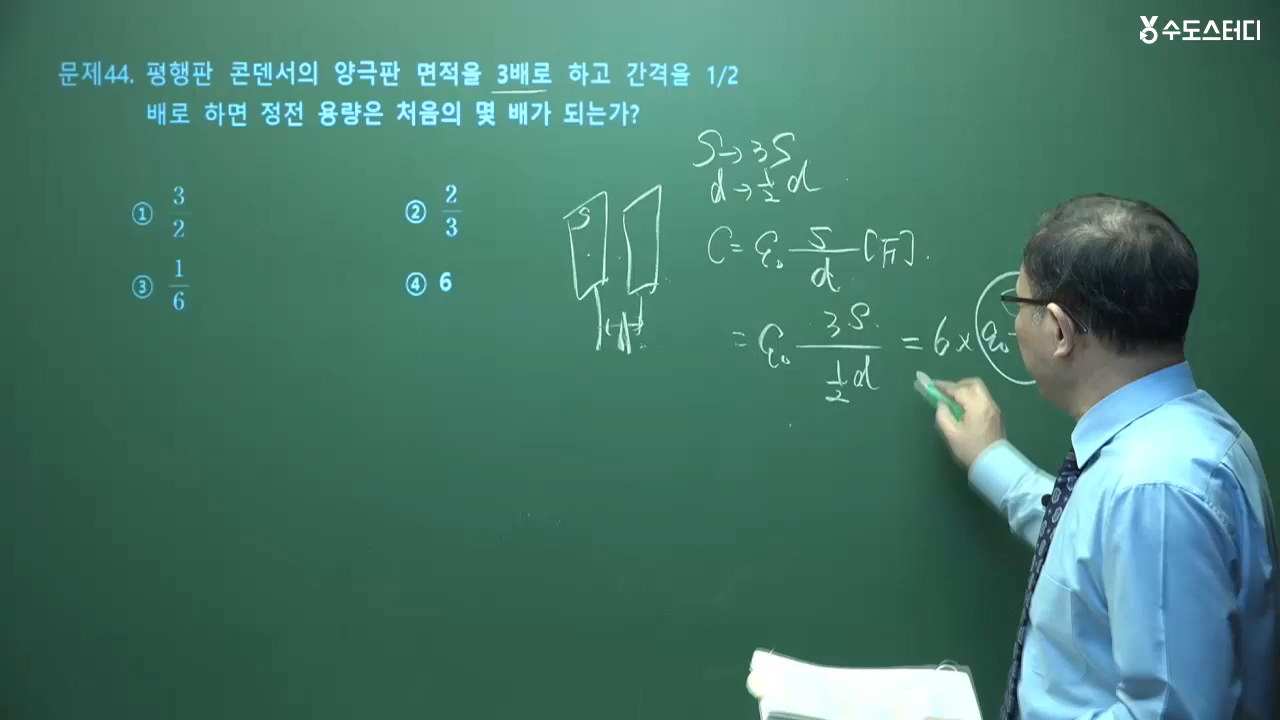 수도스터디
문제44. 평행판 콘덴서의 양극판 면적을 3배로 하고 간격을 1/2
배로 하면 정전 용량은 처음의 몇 배가 되는가?
① 3/2
② 2/3
③ 1/6
④ 6
S
S → 3S
d → 1/2 d
C = ε₀ S/d [F].
= ε₀ 3S / (1/2 d) = 6 × ε₀